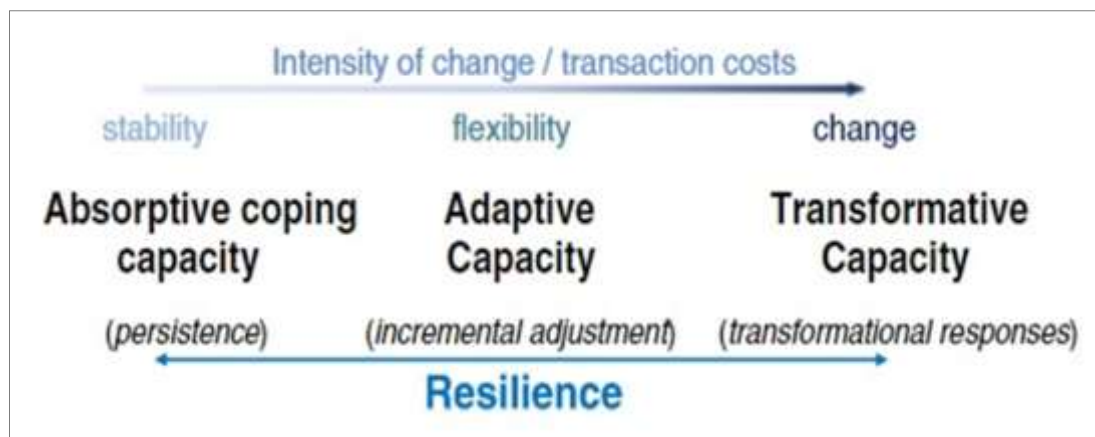 Intensity of change / transaction costs
stability flexibility change
Absorptive coping Adaptive Transformative
capacity Capacity Capacity
(persistence) (incremental adjustment) (transformational responses)
Resilience